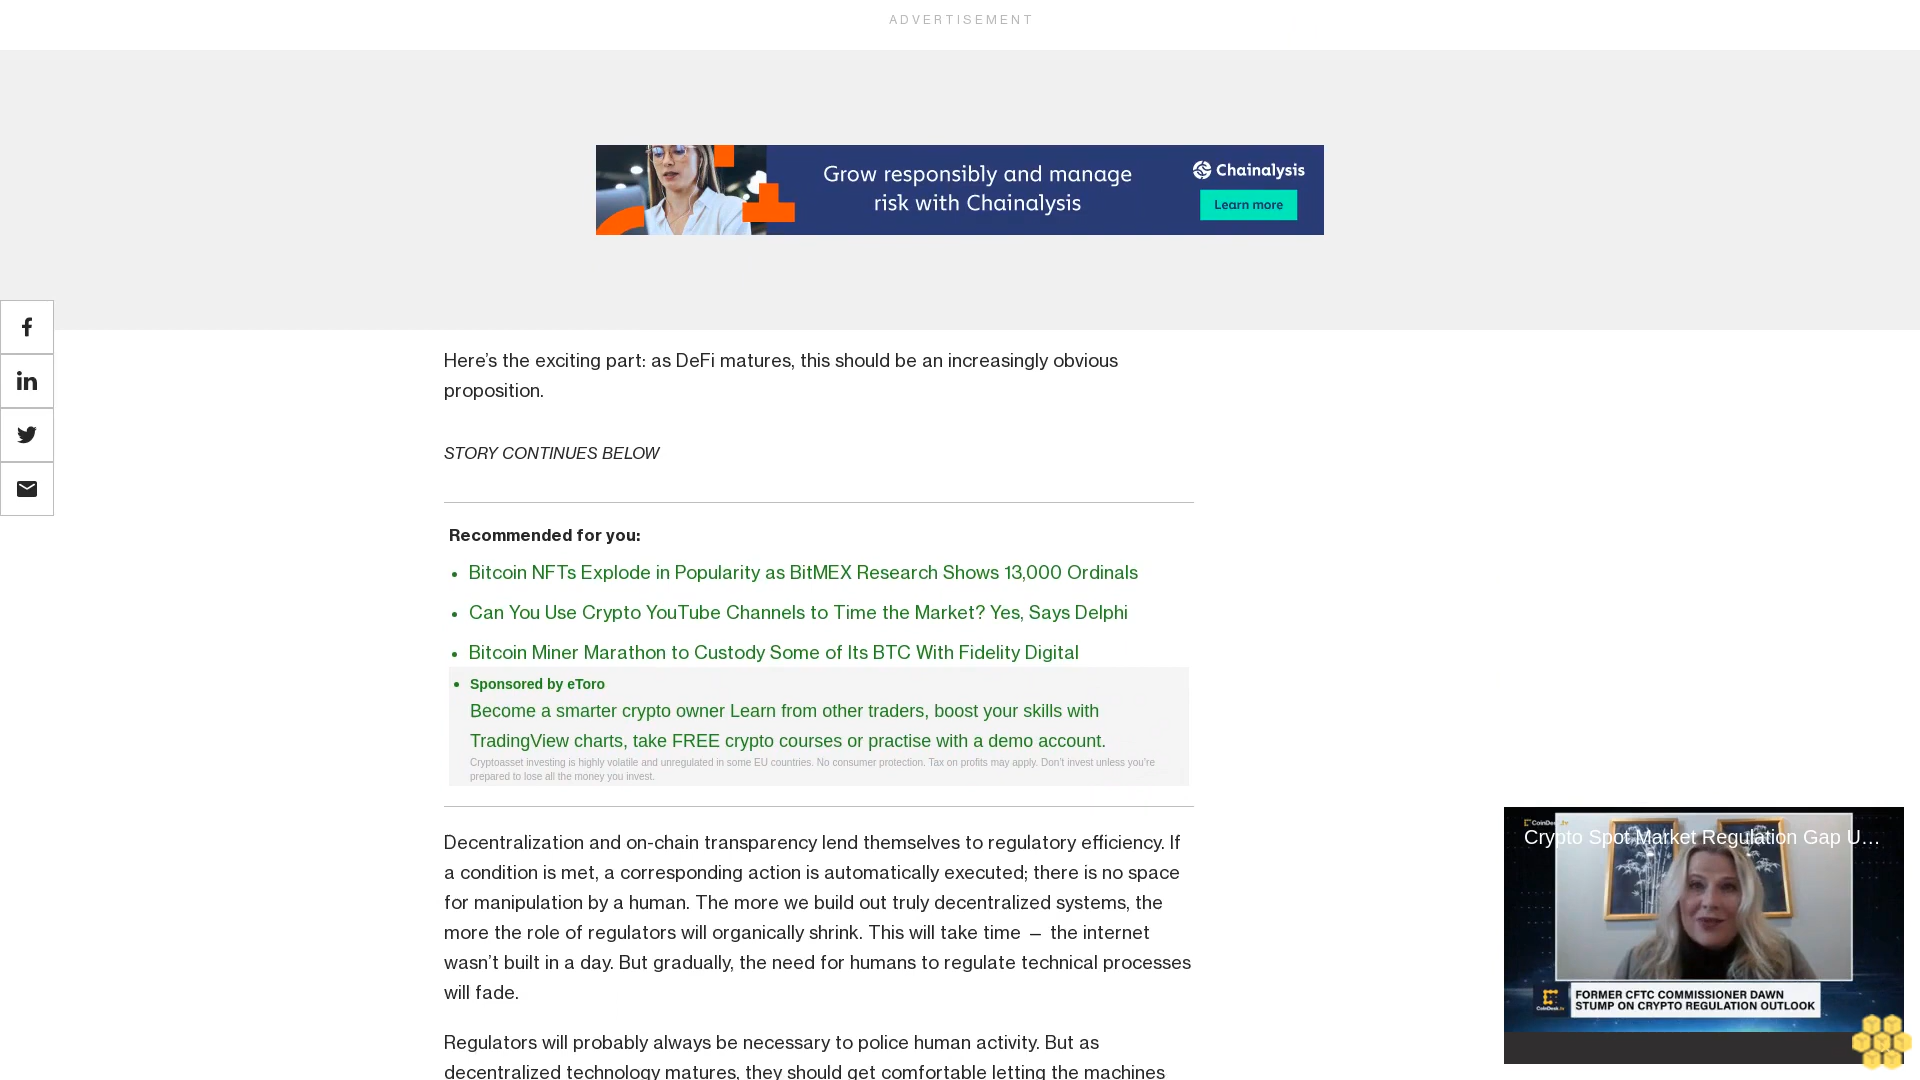 ADVERTISEMENT
Grow responsibly and manage
risk with Chainalysis
Chainalysis
Learn more
Here’s the exciting part: as DeFi matures, this should be an increasingly obvious
proposition.
STORY CONTINUES BELOW
Recommended for you:
• Bitcoin NFTs Explode in Popularity as BitMEX Research Shows 13,000 Ordinals
• Can You Use Crypto YouTube Channels to Time the Market? Yes, Says Delphi
• Bitcoin Miner Marathon to Custody Some of Its BTC With Fidelity Digital
• Sponsored by eToro
Become a smarter crypto owner Learn from other traders, boost your skills with
TradingView charts, take FREE crypto courses or practise with a demo account.
Cryptoasset investing is highly volatile and unregulated in some EU countries. No consumer protection. Tax on profits may apply. Don’t invest unless you’re
prepared to lose all the money you invest.
Decentralization and on-chain transparency lend themselves to regulatory efficiency. If
a condition is met, a corresponding action is automatically executed; there is no space
for manipulation by a human. The more we build out truly decentralized systems, the
more the role of regulators will organically shrink. This will take time — the internet
wasn’t built in a day. But gradually, the need for humans to regulate technical processes
will fade.
Regulators will probably always be necessary to police human activity. But as
decentralized technology matures, they should get comfortable letting the machines
Crypto Spot Market Regulation Gap U...
FORMER CFTC COMMISSIONER DAWN
STUMP ON CRYPTO REGULATION OUTLOOK